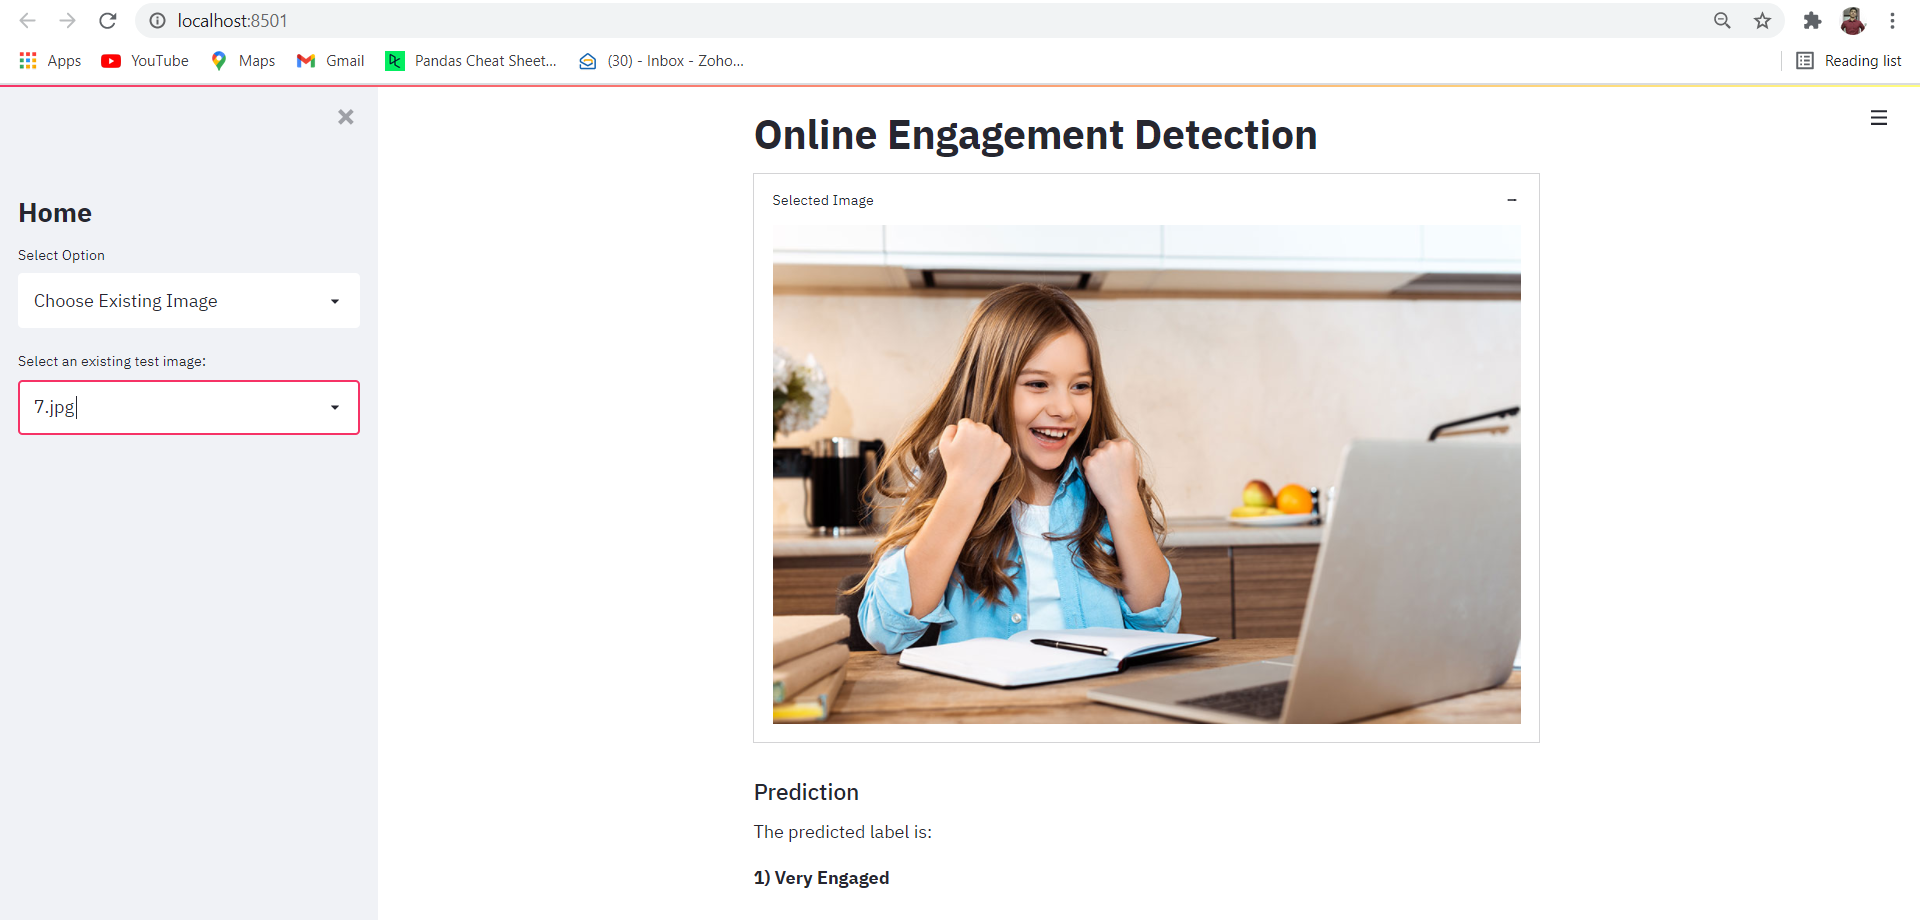 localhost:8501
Apps YouTube Maps Gmail Pandas Cheat Sheet... (30) - Inbox - Zoho... Reading list
Home
Select Option
Choose Existing Image
Select an existing test image:
7.jpg
Online Engagement Detection
Selected Image
Prediction
The predicted label is:
1) Very Engaged